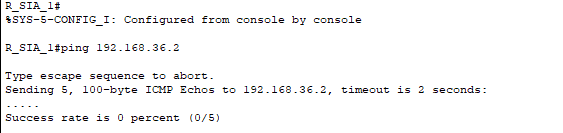 R_SIA_1#
%SYS-5-CONFIG_I: Configured from console by console
R_SIA_1#ping 192.168.36.2
Type escape sequence to abort.
Sending 5, 100-byte ICMP Echos to 192.168.36.2, timeout is 2 seconds:
.....
Success rate is 0 percent (0/5)